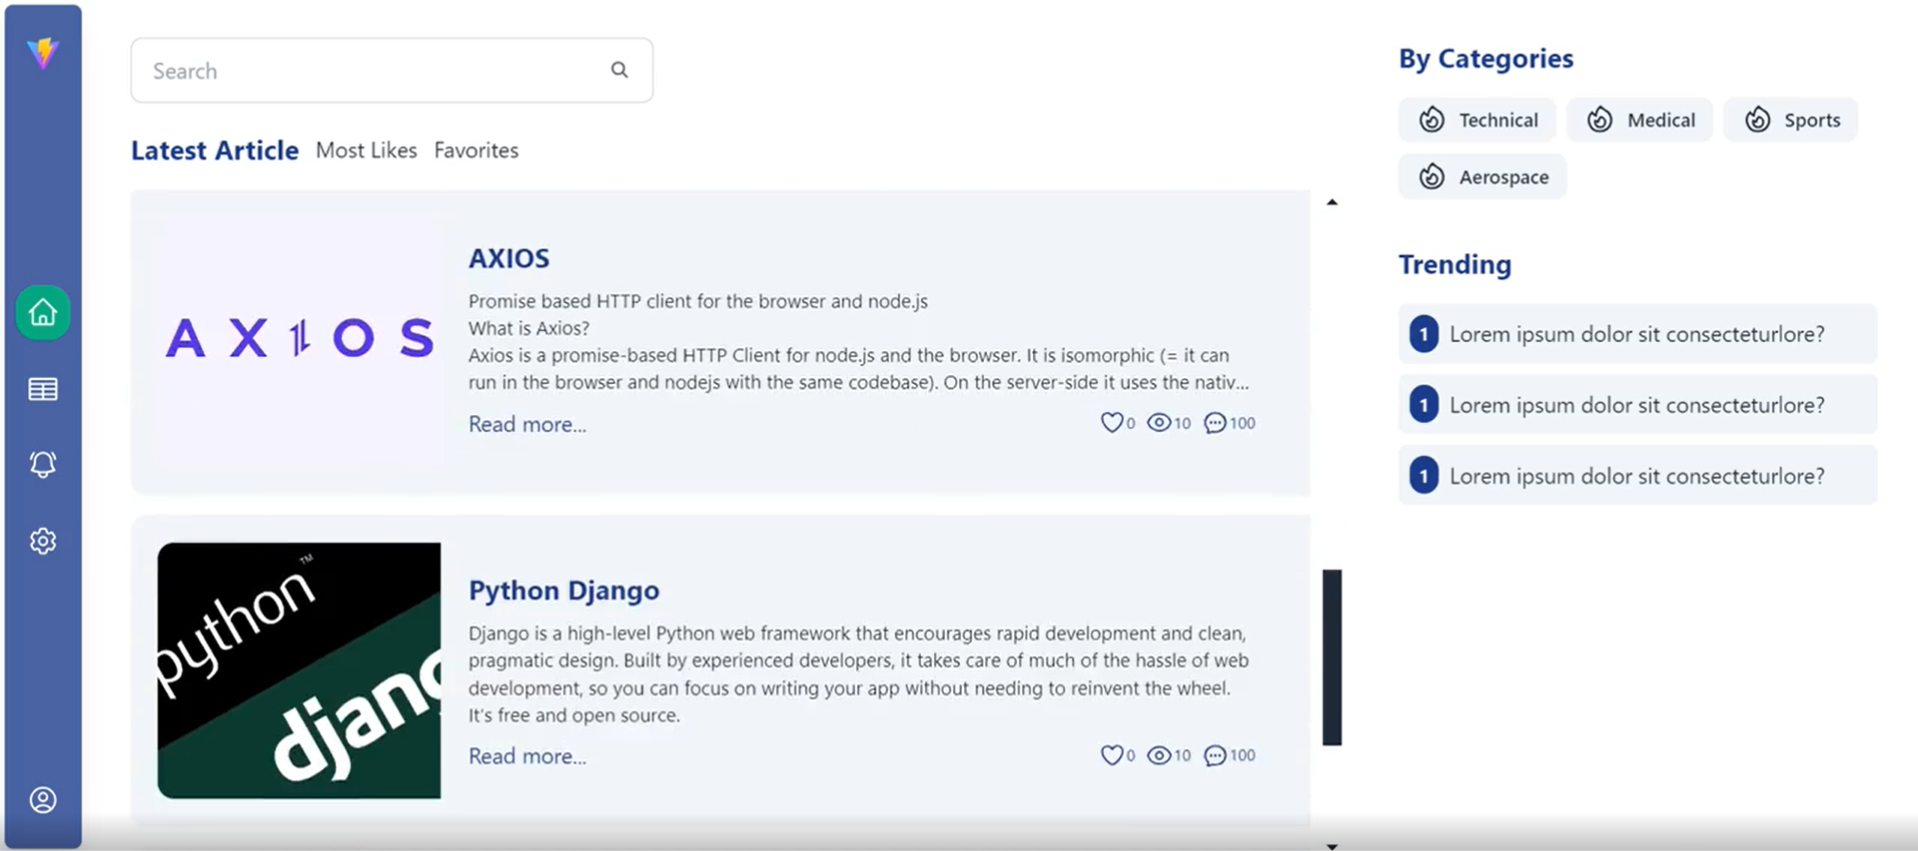 Search
Latest Article Most Likes Favorites
AXIOS
AXIOS
Promise based HTTP client for the browser and node.js
What is Axios?
Axios is a promise-based HTTP Client for node.js and the browser. It is isomorphic (= it can
run in the browser and nodejs with the same codebase). On the server-side it uses the nativ...
Read more...
0 10 100
python™
django
Python Django
Django is a high-level Python web framework that encourages rapid development and clean,
pragmatic design. Built by experienced developers, it takes care of much of the hassle of web
development, so you can focus on writing your app without needing to reinvent the wheel.
It's free and open source.
Read more...
0 10 100
By Categories
Technical Medical Sports
Aerospace
Trending
1 Lorem ipsum dolor sit consecteturlore?
1 Lorem ipsum dolor sit consecteturlore?
1 Lorem ipsum dolor sit consecteturlore?